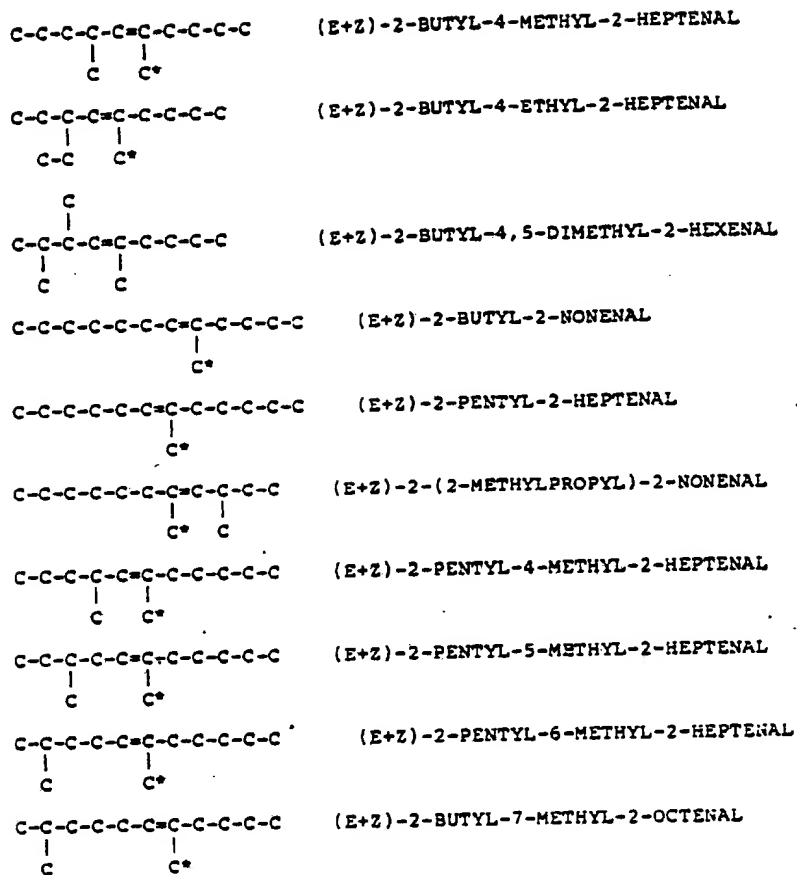 C-C-C-C-C=C-C-C-C-C (E+Z)-2-BUTYL-4-METHYL-2-HEPTENAL
| |
C C*
C-C-C-C=C-C-C-C-C (E+Z)-2-BUTYL-4-ETHYL-2-HEPTENAL
| |
C-C C*
C
|
C-C-C-C=C-C-C-C-C (E+Z)-2-BUTYL-4,5-DIMETHYL-2-HEXENAL
| |
C C
C-C-C-C-C-C-C=C-C-C-C-C (E+Z)-2-BUTYL-2-NONENAL
|
C*
C-C-C-C-C-C=C-C-C-C-C-C (E+Z)-2-PENTYL-2-HEPTENAL
|
C*
C-C-C-C-C-C-C=C-C-C-C (E+Z)-2-(2-METHYLPROPYL)-2-NONENAL
| |
C* C
C-C-C-C-C=C-C-C-C-C-C (E+Z)-2-PENTYL-4-METHYL-2-HEPTENAL
| |
C C*
C-C-C-C-C=C-C-C-C-C-C (E+Z)-2-PENTYL-5-METHYL-2-HEPTENAL
| |
C C*
C-C-C-C-C=C-C-C-C-C-C (E+Z)-2-PENTYL-6-METHYL-2-HEPTENAL
| |
C C*
C-C-C-C-C-C=C-C-C-C-C (E+Z)-2-BUTYL-7-METHYL-2-OCTENAL
| |
C C*